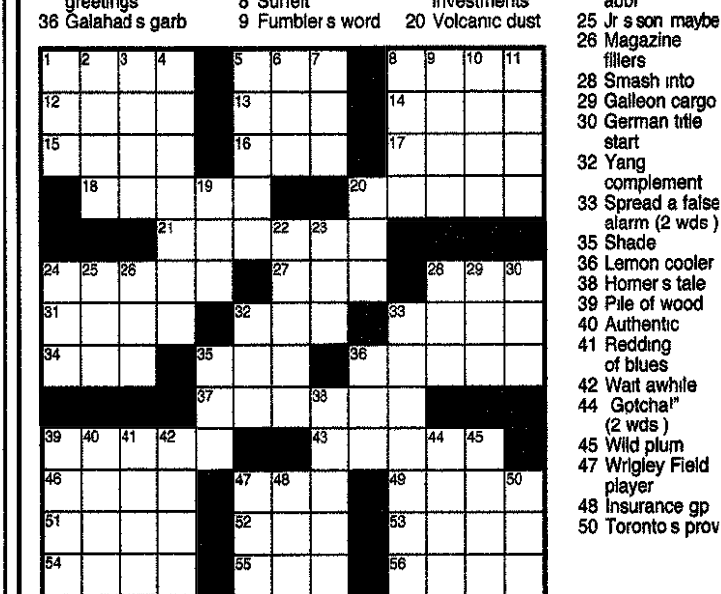 greetings
36 Galahad s garb
8 Surfeit
9 Fumbler s word
investments
20 Volcanic dust
abbr
25 Jr s son maybe
26 Magazine
fillers
28 Smash into
29 Galleon cargo
30 German title
start
32 Yang
complement
33 Spread a false
alarm (2 wds )
35 Shade
36 Lemon cooler
38 Homer s tale
39 Pile of wood
40 Authentic
41 Redding
of blues
42 Wait awhile
44 Gotcha!"
(2 wds )
45 Wild plum
47 Wrigley Field
player
48 Insurance gp
50 Toronto s prov
1 2 3 4 5 6 7 8 9 10 11
12 13 14
15 16 17
18 19 20
21 22 23
24 25 26 27 28 29 30
31 32 33
34 35 36
37 38
39 40 41 42 43 44 45
46 47 48 49 50
51 52 53
54 55 56